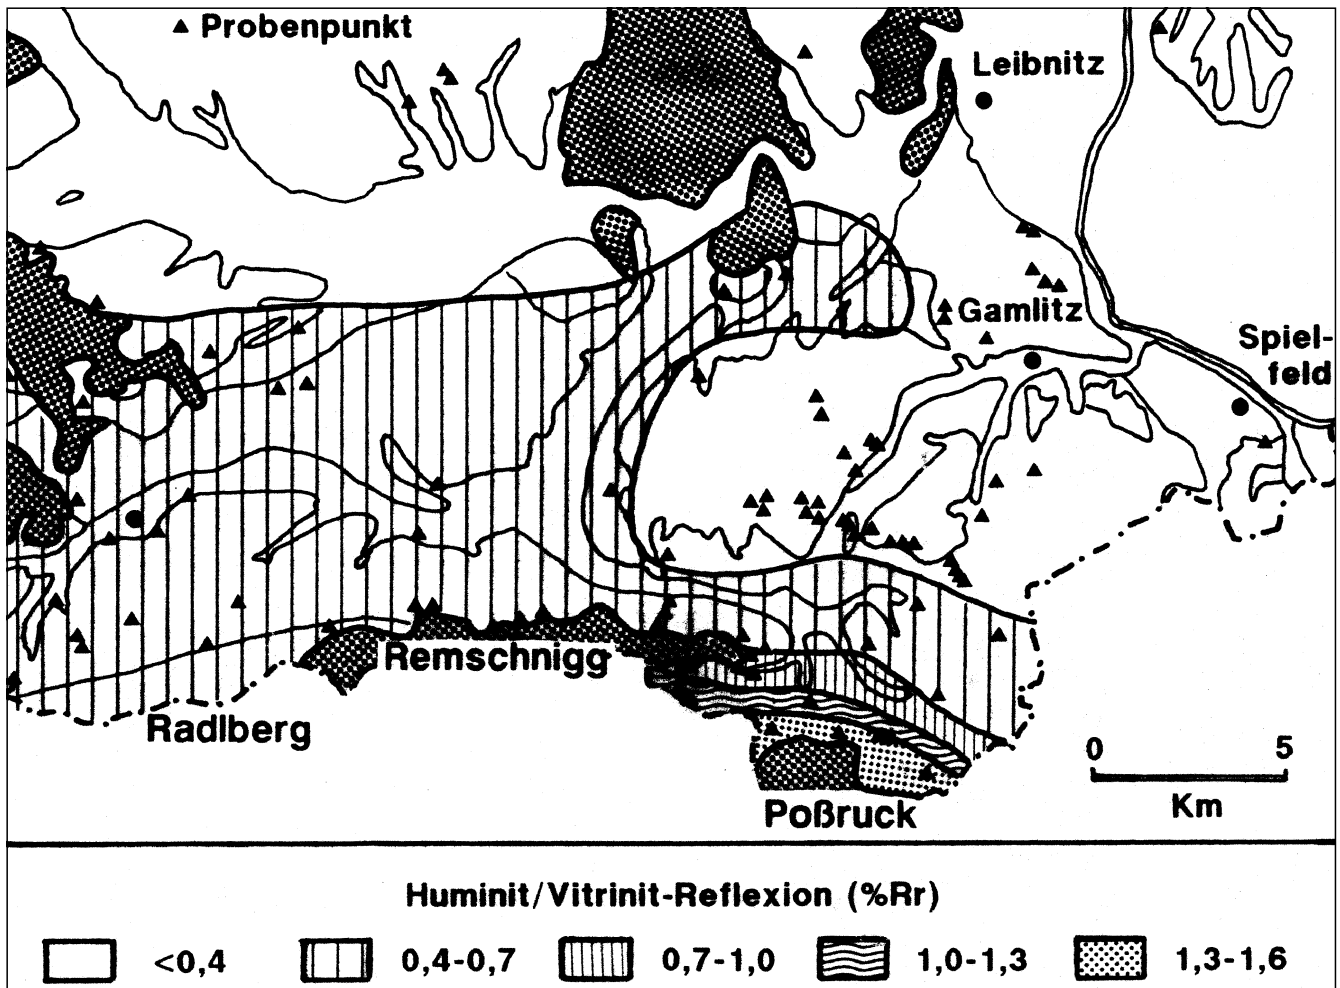 Probenpunkt
Leibnitz
Gamlitz
Spiel-
feld
Remschnigg
Radlberg
0 5
Km
Poßruck
Huminit/Vitrinit-Reflexion (%Rr)
<0,4 0,4-0,7 0,7-1,0 1,0-1,3 1,3-1,6